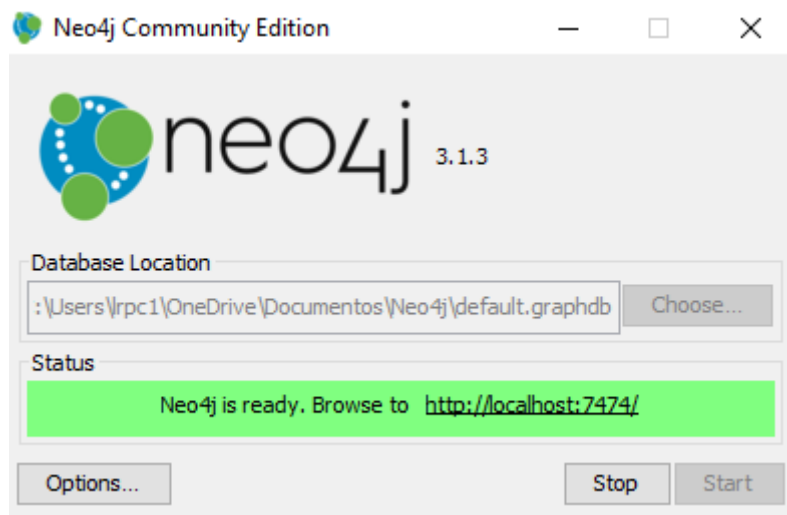 Neo4j Community Edition
neo4j 3.1.3
Database Location
:\Users\lrpc1\OneDrive\Documentos\Neo4j\default.graphdb Choose...
Status
Neo4j is ready. Browse to http://localhost:7474/
Options... Stop Start